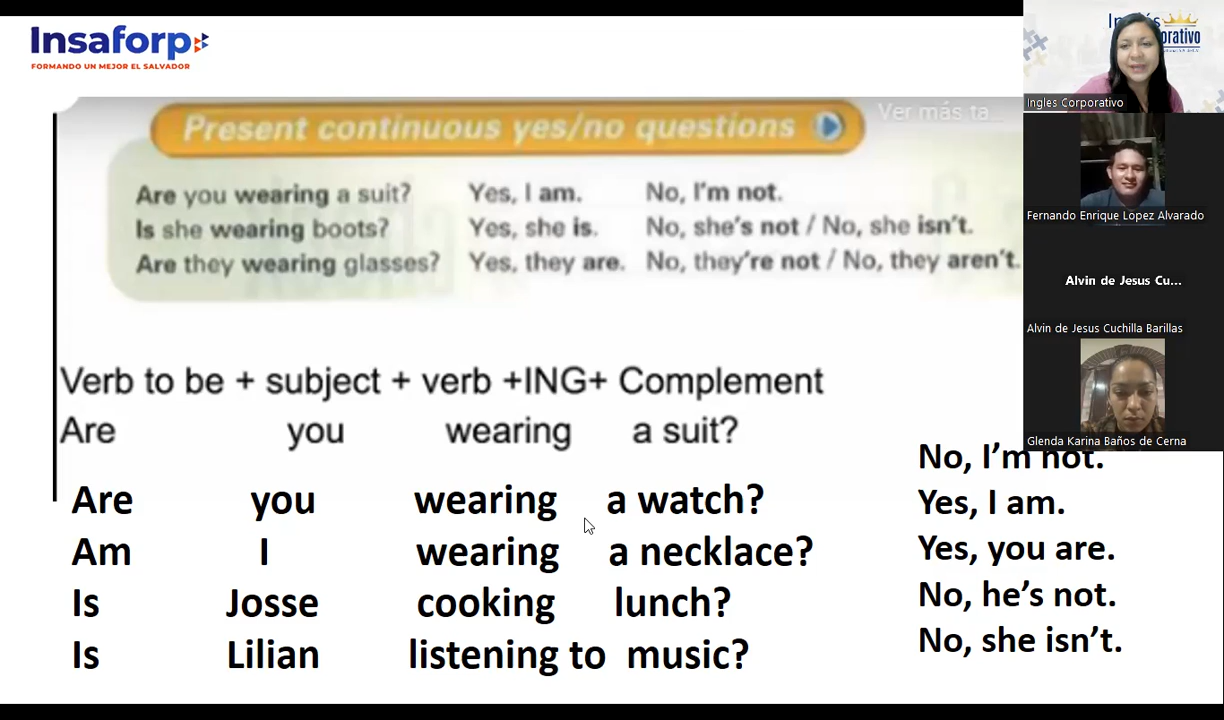 Insaforp
FORMANDO UN MEJOR EL SALVADOR
Present continuous yes/no questions
Ver más ta...
Are you wearing a suit? Yes, I am. No, I'm not.
Is she wearing boots? Yes, she is. No, she's not / No, she isn't.
Are they wearing glasses? Yes, they are. No, they're not / No, they aren't.
Verb to be + subject + verb +ING+ Complement
Are you wearing a suit?
Are you wearing a watch?
Am I wearing a necklace?
Is Josse cooking lunch?
Is Lilian listening to music?
No, I'm not.
Yes, I am.
Yes, you are.
No, he's not.
No, she isn't.
Ingles Corporativo
Fernando Enrique Lopez Alvarado
Alvin de Jesus Cu...
Alvin de Jesus Cuchilla Barillas
Glenda Karina Baños de Cerna